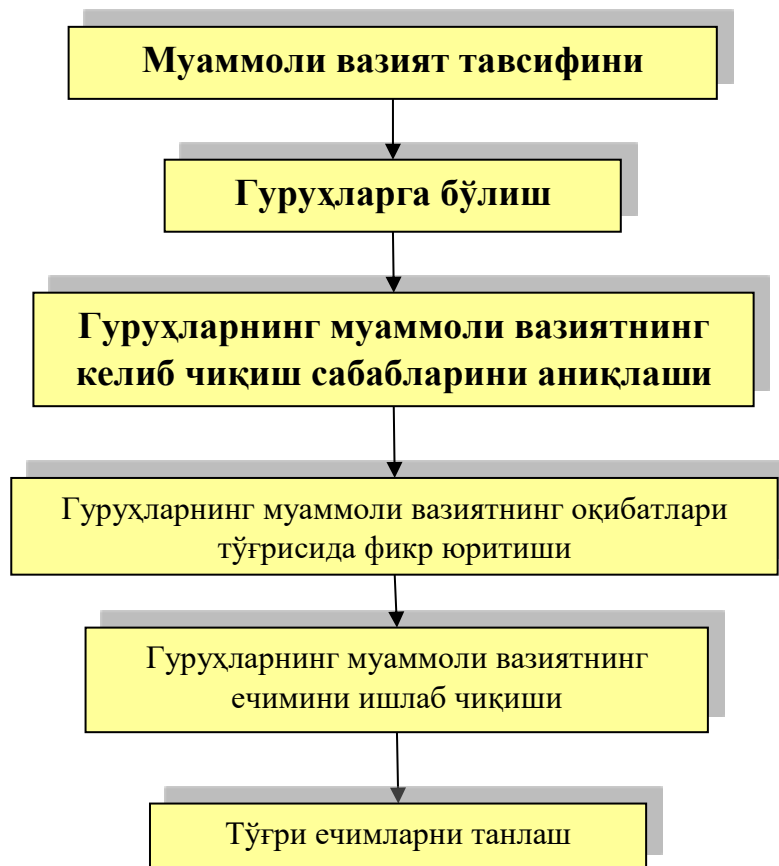 Муаммоли вазият тавсифини
Гуруҳларга бўлиш
Гуруҳларнинг муаммоли вазиятнинг
келиб чиқиш сабабларини аниқлаши
Гуруҳларнинг муаммоли вазиятнинг оқибатлари
тўғрисида фикр юритиши
Гуруҳларнинг муаммоли вазиятнинг
ечимини ишлаб чиқиши
Тўғри ечимларни танлаш